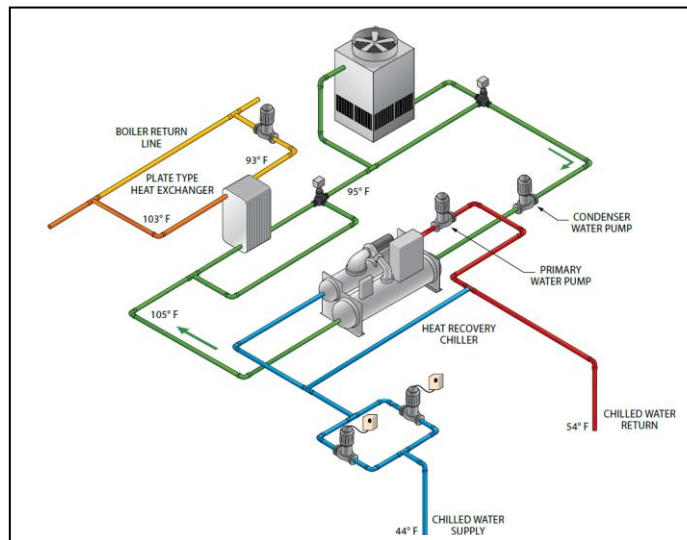 BOILER RETURN
LINE
93° F
PLATE TYPE
HEAT EXCHANGER
95° F
103° F
CONDENSER
WATER PUMP
PRIMARY
WATER PUMP
105° F
HEAT RECOVERY
CHILLER
CHILLED WATER
RETURN
54° F
CHILLED WATER
SUPPLY
44° F